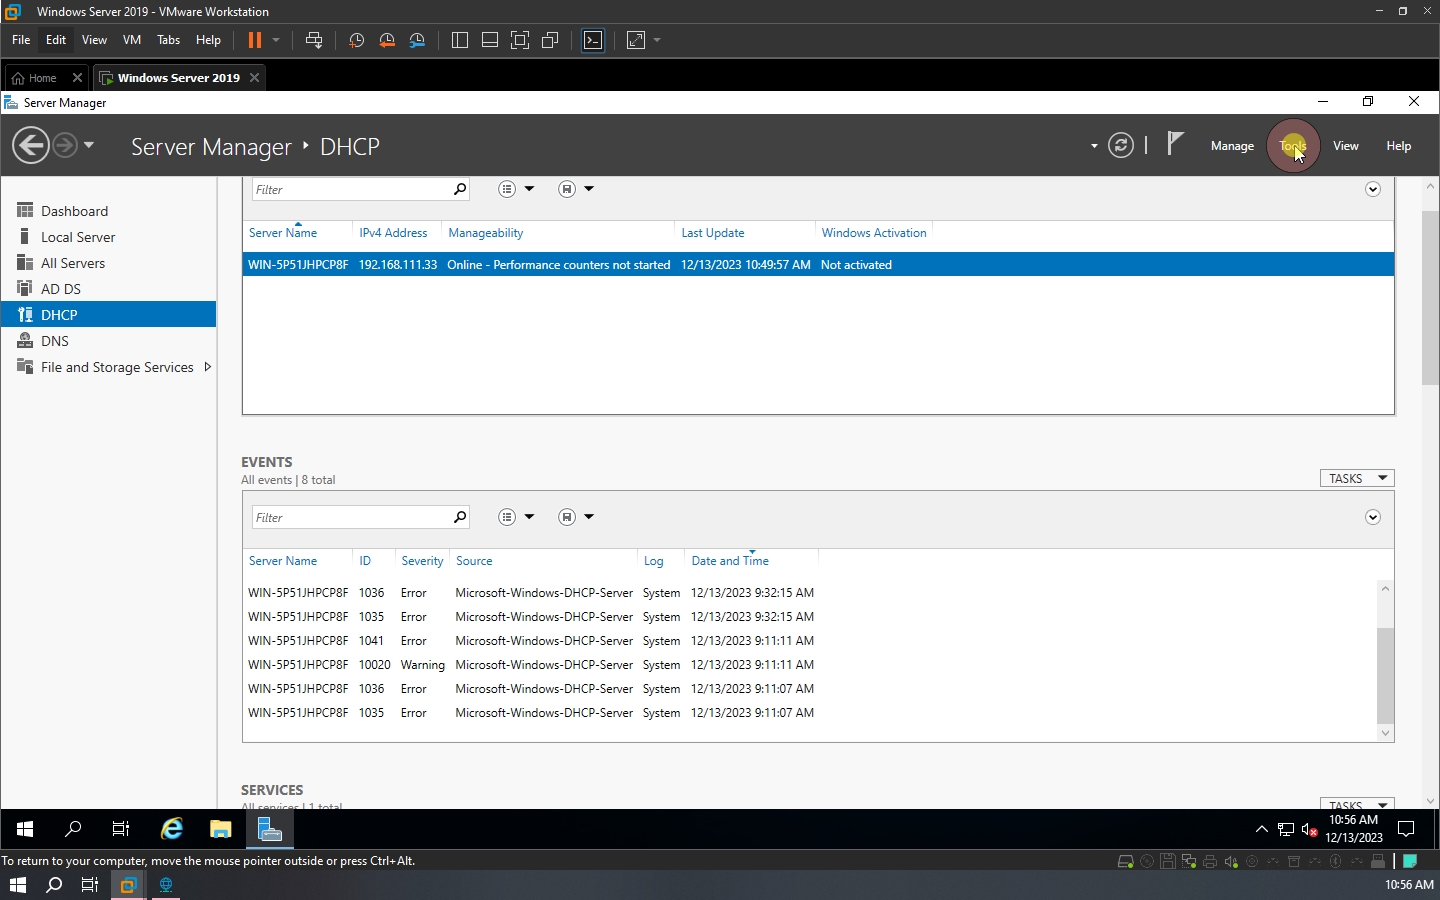 Windows Server 2019 - VMware Workstation
File Edit View VM Tabs Help
Home Windows Server 2019
Server Manager
Server Manager DHCP Manage Tools View Help
Dashboard
Local Server
All Servers
AD DS
DHCP
DNS
File and Storage Services
Filter
Server Name IPv4 Address Manageability Last Update Windows Activation
WIN-5P51JHPCP8F 192.168.111.33 Online - Performance counters not started 12/13/2023 10:49:57 AM Not activated
EVENTS
All events | 8 total
TASKS
Filter
Server Name ID Severity Source Log Date and Time
WIN-5P51JHPCP8F 1036 Error Microsoft-Windows-DHCP-Server System 12/13/2023 9:32:15 AM
WIN-5P51JHPCP8F 1035 Error Microsoft-Windows-DHCP-Server System 12/13/2023 9:32:15 AM
WIN-5P51JHPCP8F 1041 Error Microsoft-Windows-DHCP-Server System 12/13/2023 9:11:11 AM
WIN-5P51JHPCP8F 10020 Warning Microsoft-Windows-DHCP-Server System 12/13/2023 9:11:11 AM
WIN-5P51JHPCP8F 1036 Error Microsoft-Windows-DHCP-Server System 12/13/2023 9:11:07 AM
WIN-5P51JHPCP8F 1035 Error Microsoft-Windows-DHCP-Server System 12/13/2023 9:11:07 AM
SERVICES
All services | 1 total
TASKS
10:56 AM
12/13/2023
To return to your computer, move the mouse pointer outside or press Ctrl+Alt.
10:56 AM